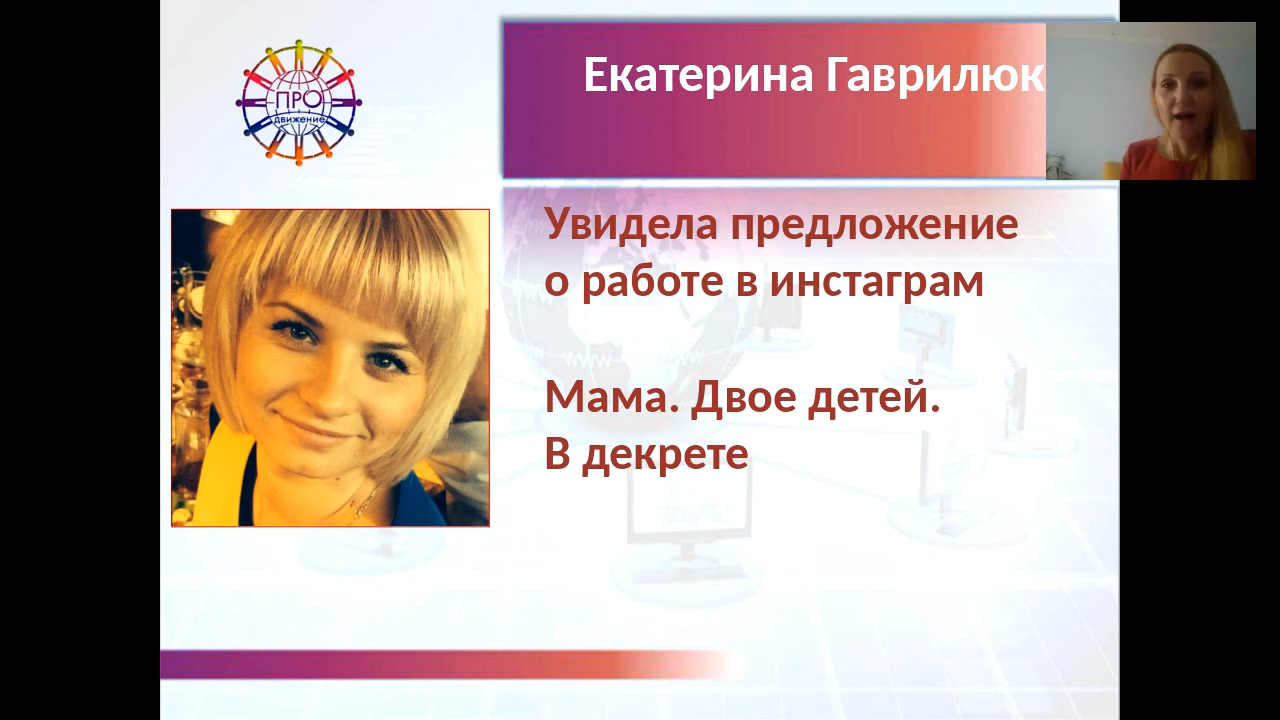 ПРО
движение
Екатерина Гаврилюк
Увидела предложение
о работе в инстаграм
Мама. Двое детей.
В декрете